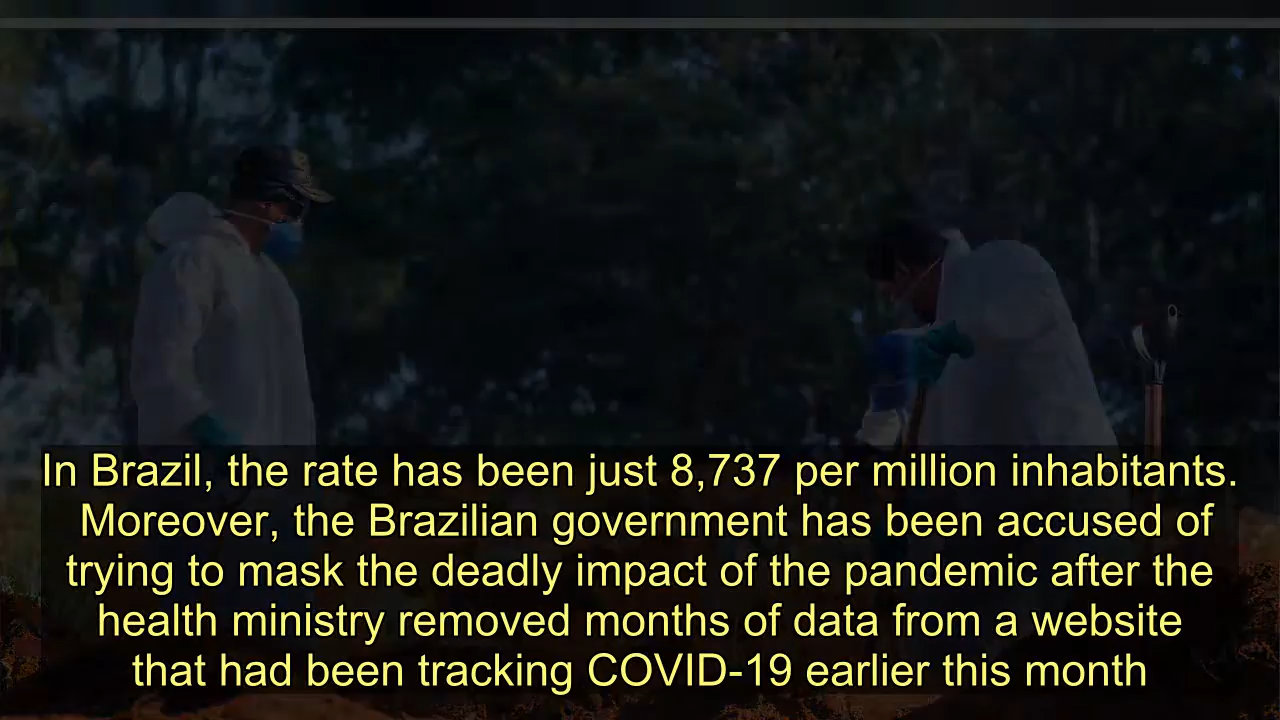 In Brazil, the rate has been just 8,737 per million inhabitants.
Moreover, the Brazilian government has been accused of
trying to mask the deadly impact of the pandemic after the
health ministry removed months of data from a website
that had been tracking COVID-19 earlier this month